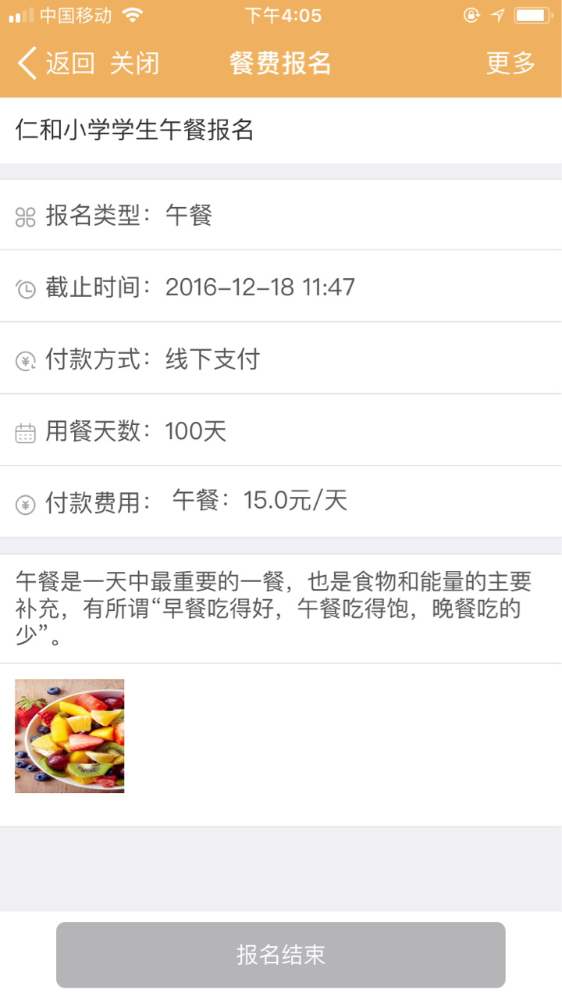 中国移动 下午4:05
返回 关闭 餐费报名 更多
仁和小学学生午餐报名
报名类型：午餐
截止时间：2016-12-18 11:47
付款方式：线下支付
用餐天数：100天
付款费用： 午餐：15.0元/天
午餐是一天中最重要的一餐，也是食物和能量的主要
补充，有所谓“早餐吃得好，午餐吃得饱，晚餐吃的
少”。
报名结束